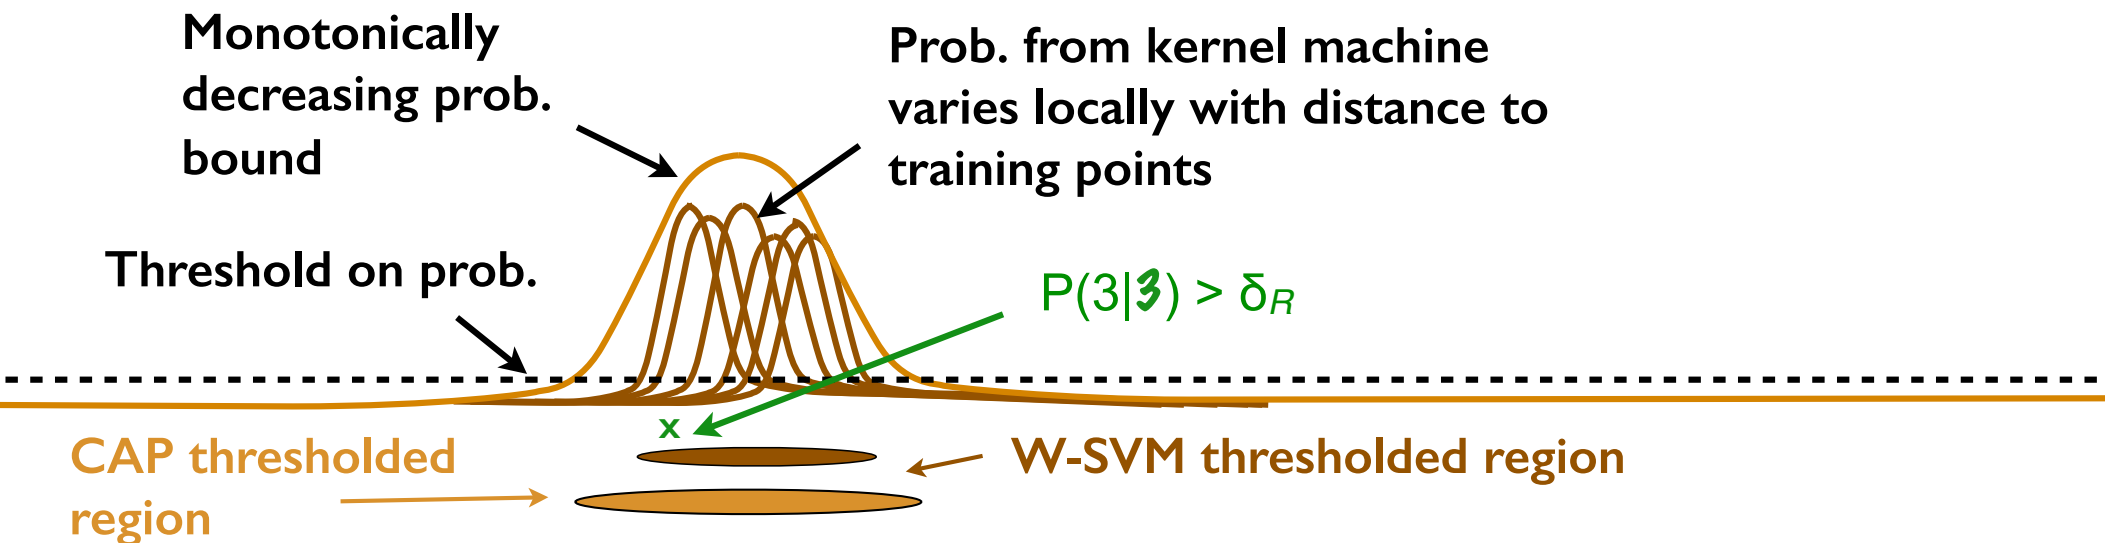 Monotonically
decreasing prob.
bound
Prob. from kernel machine
varies locally with distance to
training points
Threshold on prob.
P(3|3) > δR
x
CAP thresholded
region
W-SVM thresholded region